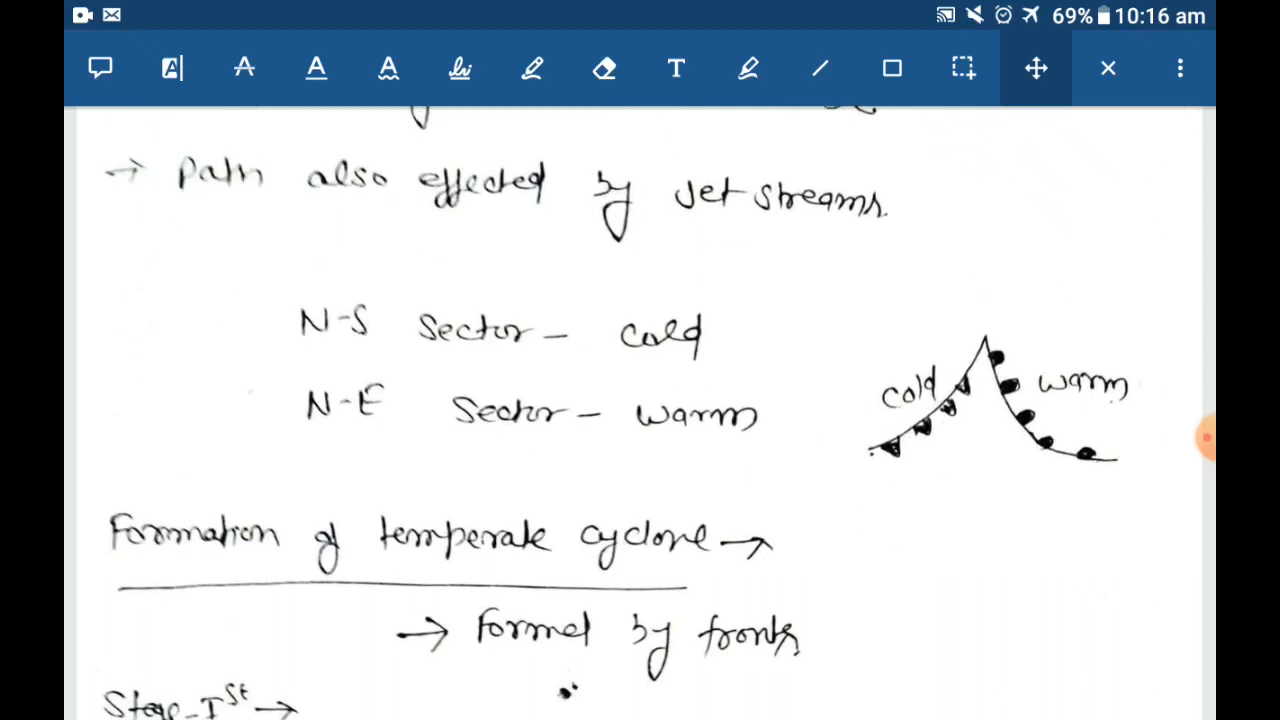 69% 10:16 am
→ Path also effected by Jet streams.
N-S Sector - Cold
N-E Sector - Warm
Cold Warm
Formation of temperate cyclone →
→ Formed by fronts
Stage-I St →